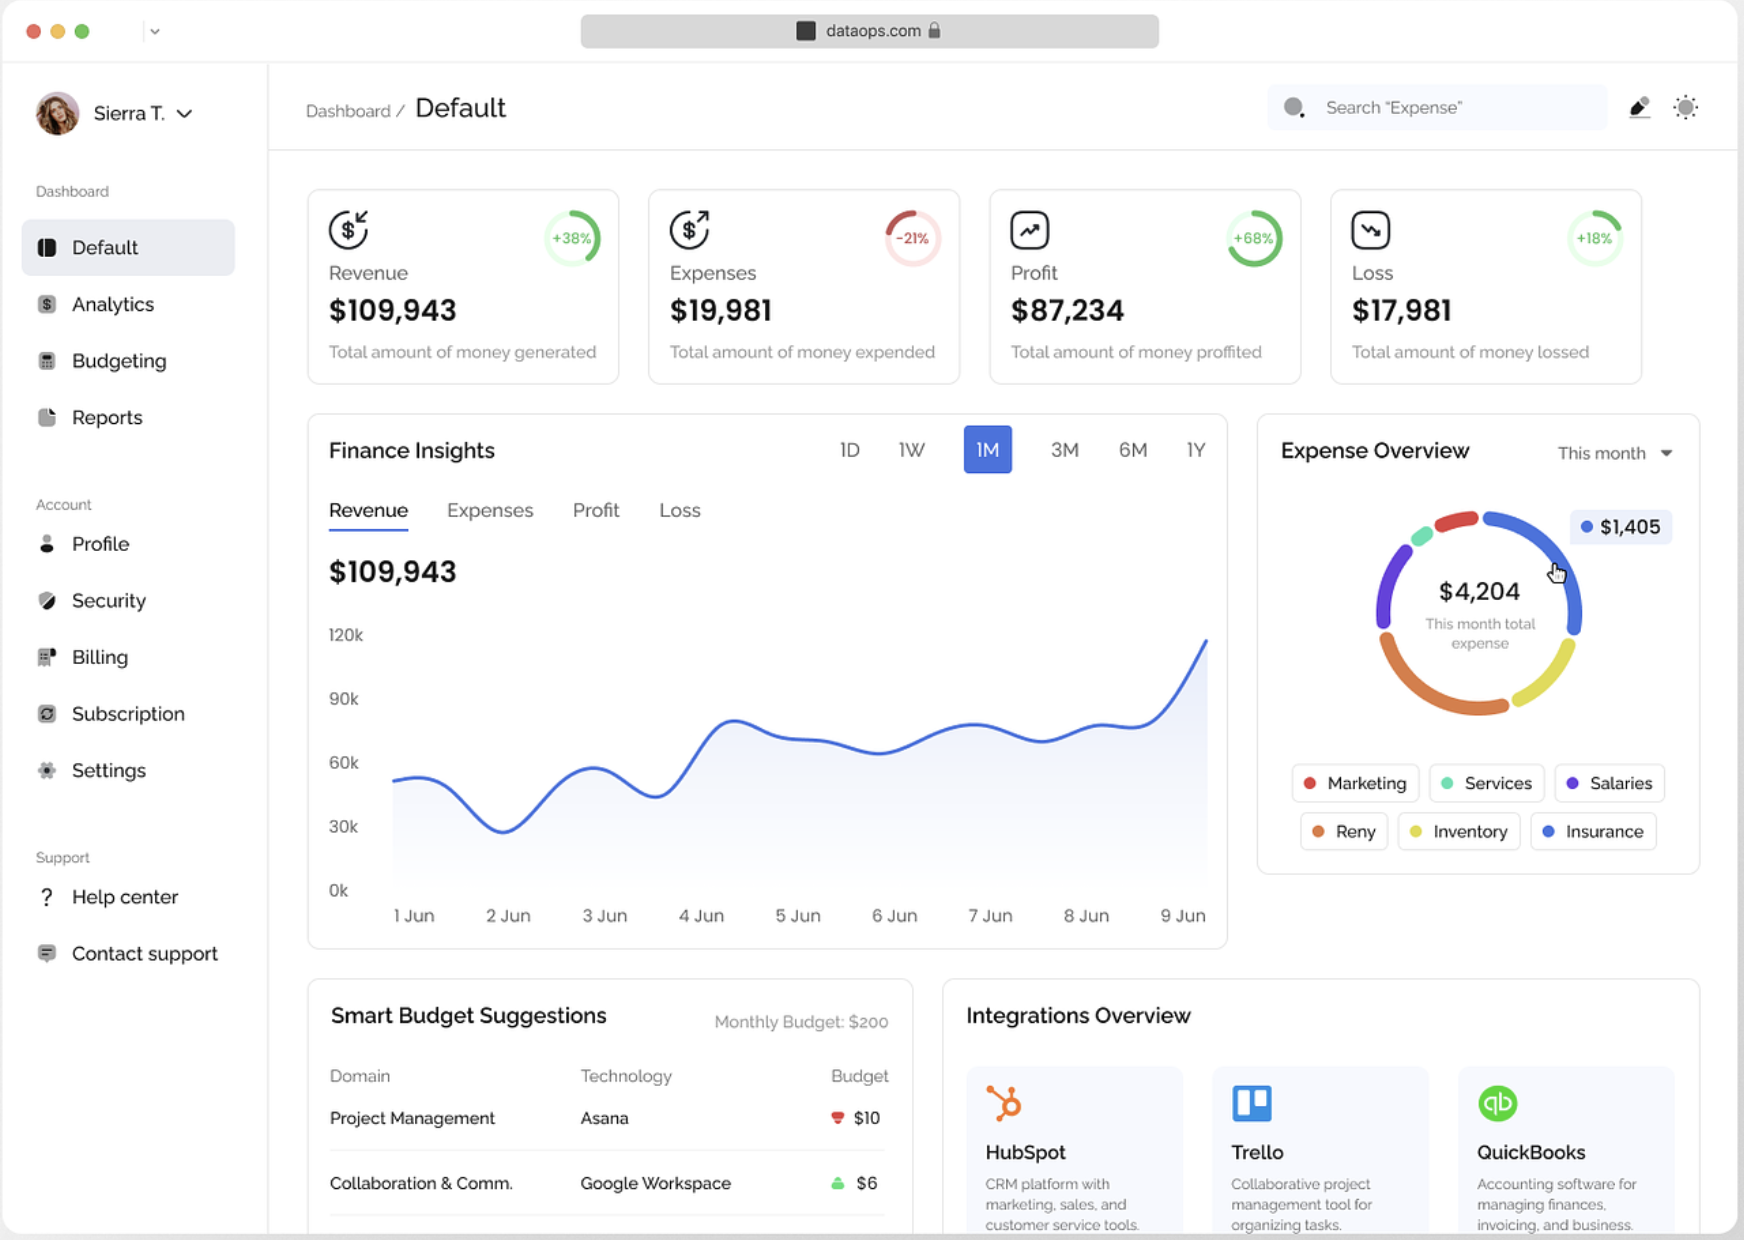 dataops.com
Sierra T.
Dashboard
Default
Analytics
Budgeting
Reports
Account
Profile
Security
Billing
Subscription
Settings
Support
Help center
Contact support
Dashboard / Default
Search “Expense”
Revenue
+38%
$109,943
Total amount of money generated
Expenses
-21%
$19,981
Total amount of money expended
Profit
+68%
$87,234
Total amount of money proffited
Loss
+18%
$17,981
Total amount of money lossed
Finance Insights
1D 1W 1M 3M 6M 1Y
Revenue Expenses Profit Loss
$109,943
120k
90k
60k
30k
0k
1 Jun 2 Jun 3 Jun 4 Jun 5 Jun 6 Jun 7 Jun 8 Jun 9 Jun
Expense Overview
This month
$1,405
$4,204
This month total
expense
Marketing Services Salaries
Reny Inventory Insurance
Smart Budget Suggestions
Monthly Budget: $200
Domain Technology Budget
Project Management Asana $10
Collaboration & Comm. Google Workspace $6
Integrations Overview
HubSpot
CRM platform with
marketing, sales, and
customer service tools.
Trello
Collaborative project
management tool for
organizing tasks.
qb
QuickBooks
Accounting software for
managing finances,
invoicing, and business.